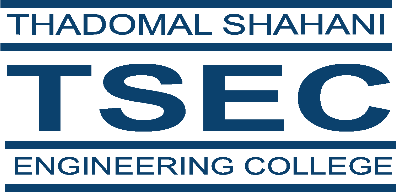 THADOMAL SHAHANI
TSEC
ENGINEERING COLLEGE